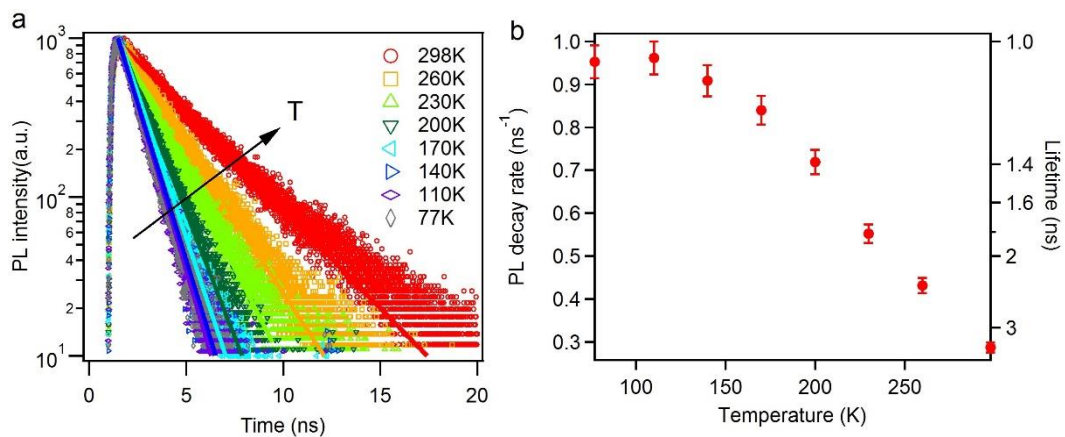 a
PL intensity(a.u.)
10³
8
6
4
2
10²
8
6
4
2
10¹
0
5
10
15
20
Time (ns)
T
298K
260K
230K
200K
170K
140K
110K
77K
b
PL decay rate (ns⁻¹)
1.0
0.9
0.8
0.7
0.6
0.5
0.4
0.3
100
150
200
250
Temperature (K)
1.0
1.4
1.6
2
3
Lifetime (ns)